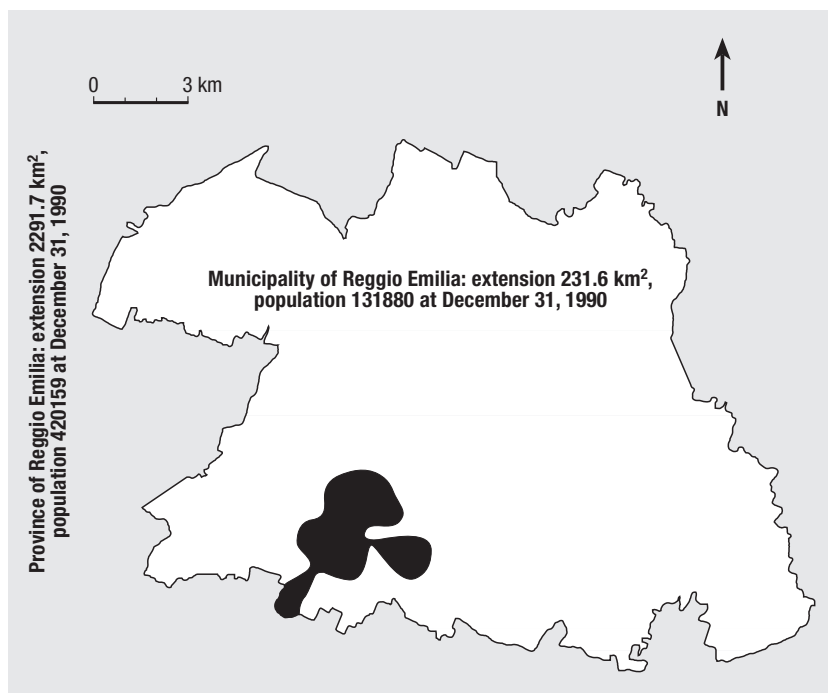 0 3 km
N
Province of Reggio Emilia: extension 2291.7 km²,
population 420159 at December 31, 1990
Municipality of Reggio Emilia: extension 231.6 km²,
population 131880 at December 31, 1990